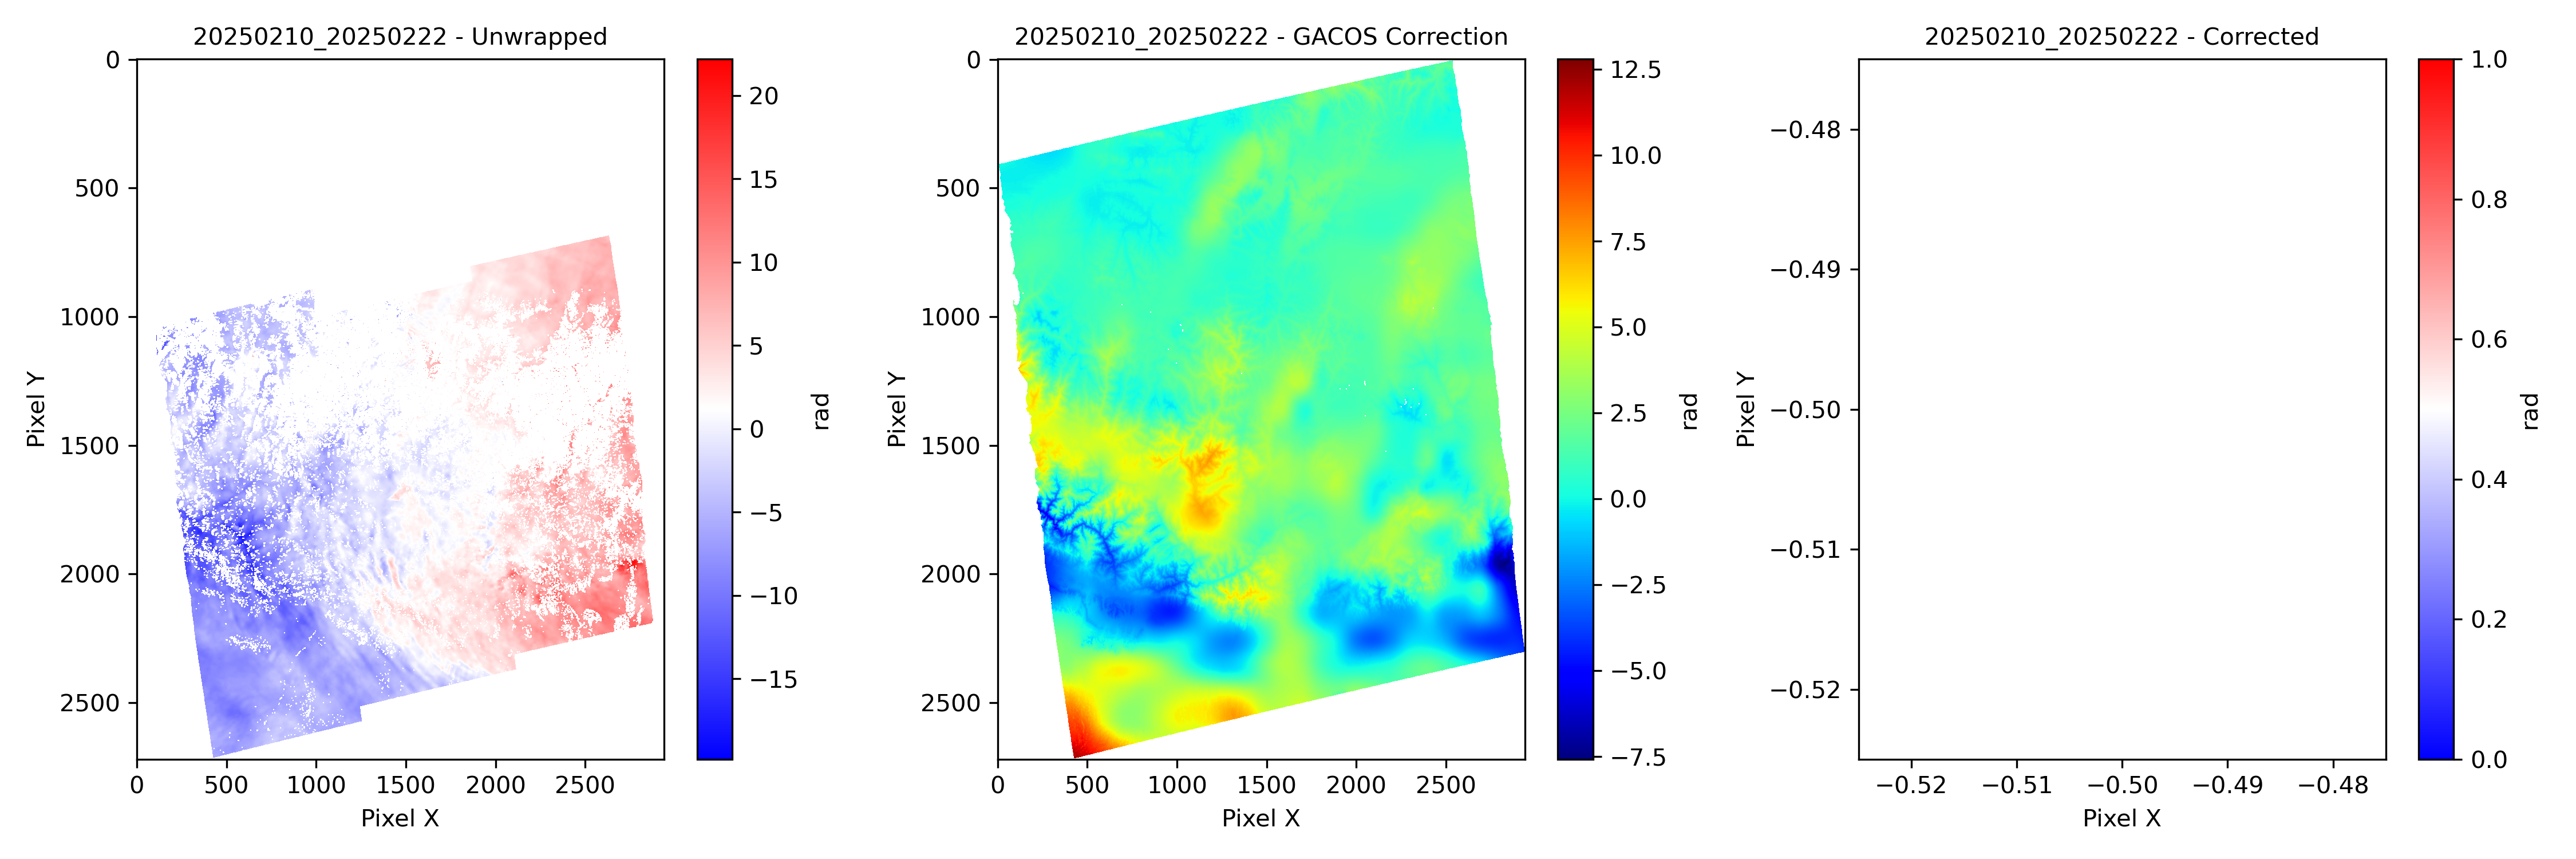 20250210_20250222 - Unwrapped
0
500
1000
1500
2000
2500
Pixel Y
0 500 1000 1500 2000 2500
Pixel X
20
15
10
5
0
−5
−10
−15
rad
20250210_20250222 - GACOS Correction
0
500
1000
1500
2000
2500
Pixel Y
0 500 1000 1500 2000 2500
Pixel X
12.5
10.0
7.5
5.0
2.5
0.0
−2.5
−5.0
−7.5
rad
20250210_20250222 - Corrected
−0.48
−0.49
−0.50
−0.51
−0.52
Pixel Y
−0.52 −0.51 −0.50 −0.49 −0.48
Pixel X
1.0
0.8
0.6
0.4
0.2
0.0
rad